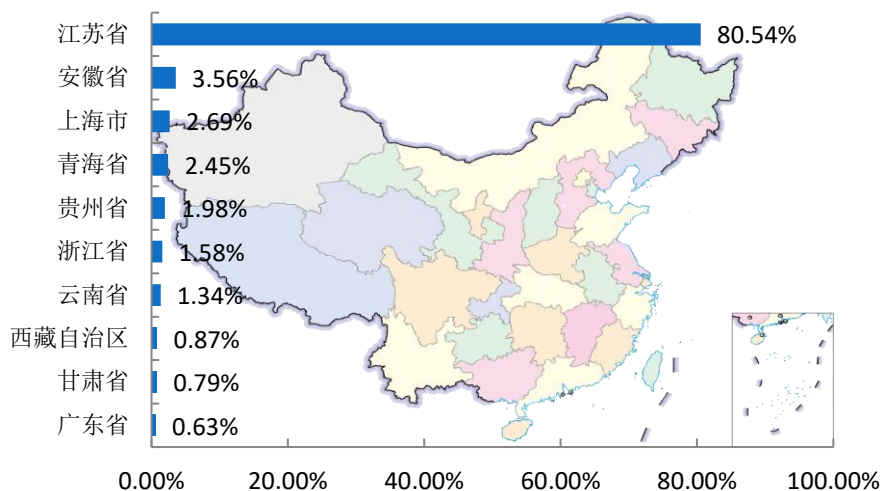 江苏省 80.54%
安徽省 3.56%
上海市 2.69%
青海省 2.45%
贵州省 1.98%
浙江省 1.58%
云南省 1.34%
西藏自治区 0.87%
甘肃省 0.79%
广东省 0.63%
0.00% 20.00% 40.00% 60.00% 80.00% 100.00%